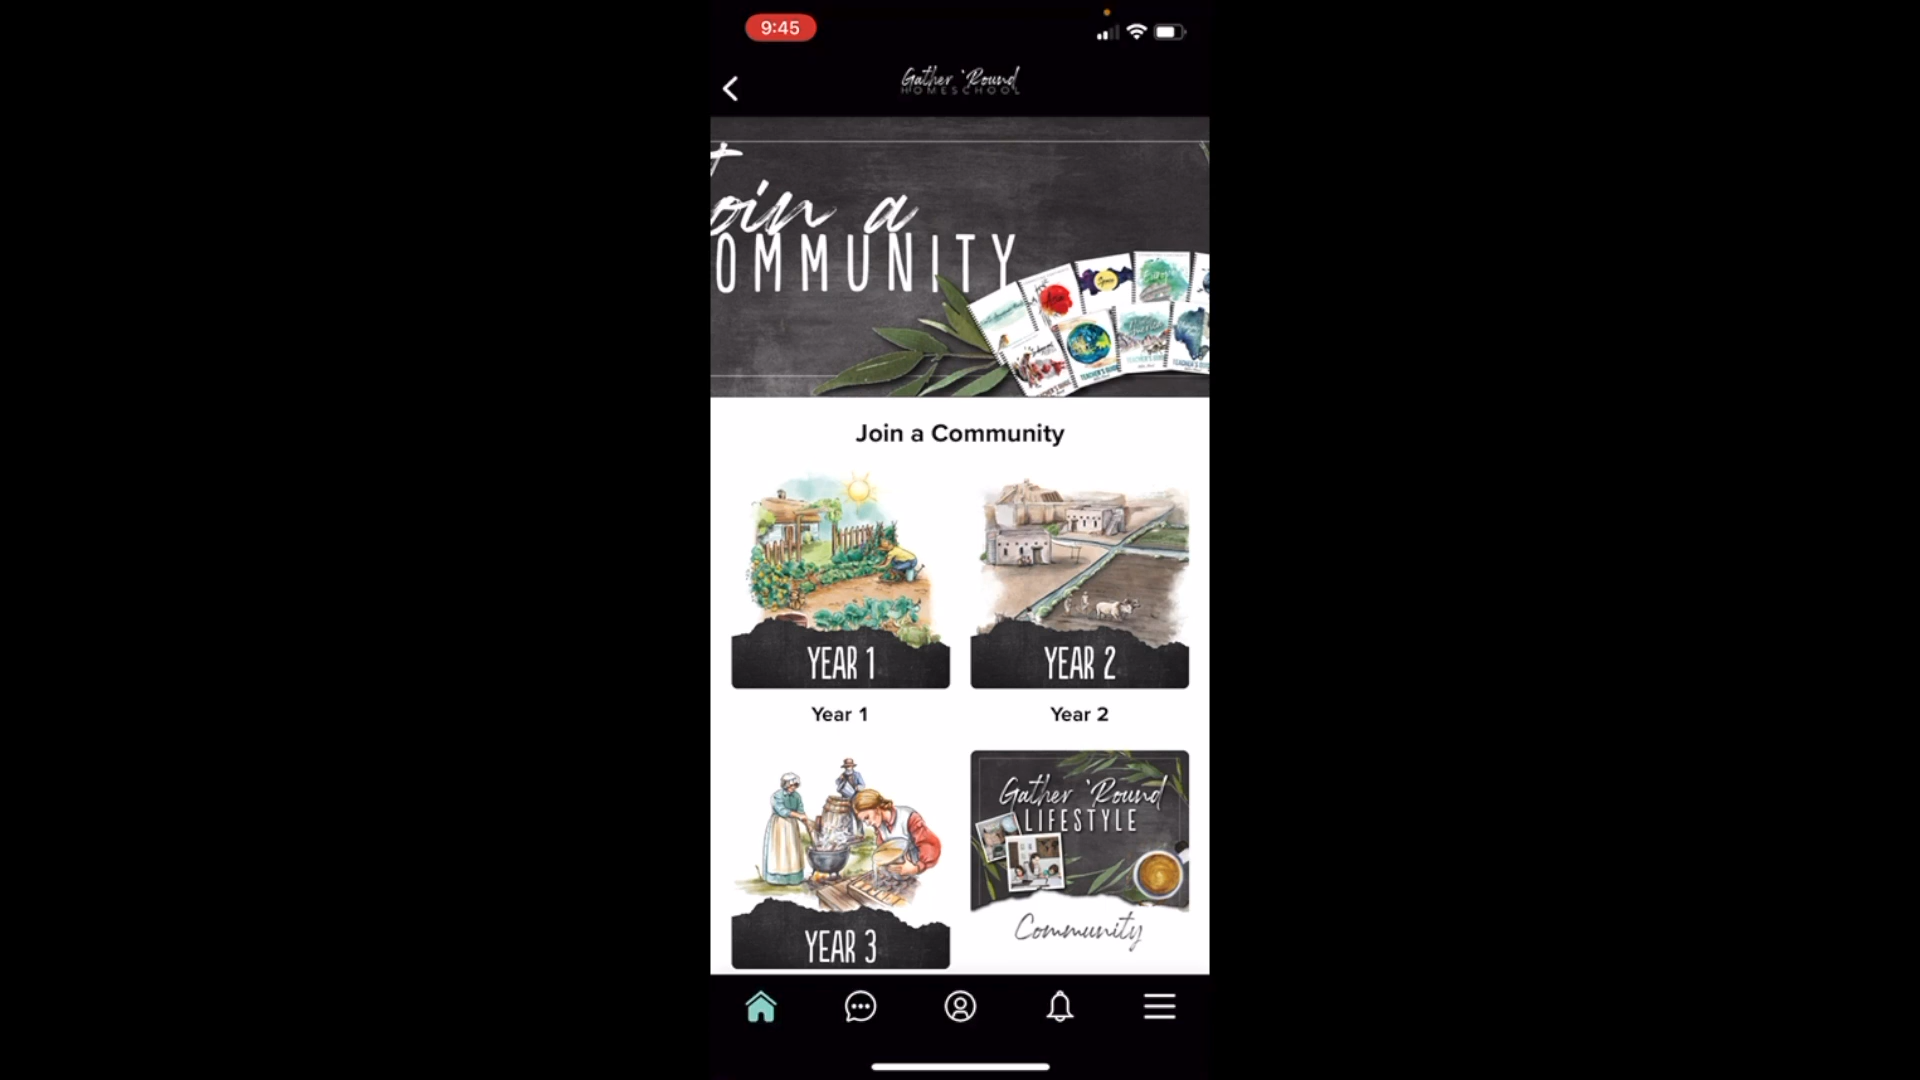 9:45
Gather 'Round
HOMESCHOOL
oin a
OMMUNITY
Join a Community
YEAR 1
YEAR 2
Year 1
Year 2
Gather 'Round
LIFESTYLE
Community
YEAR 3